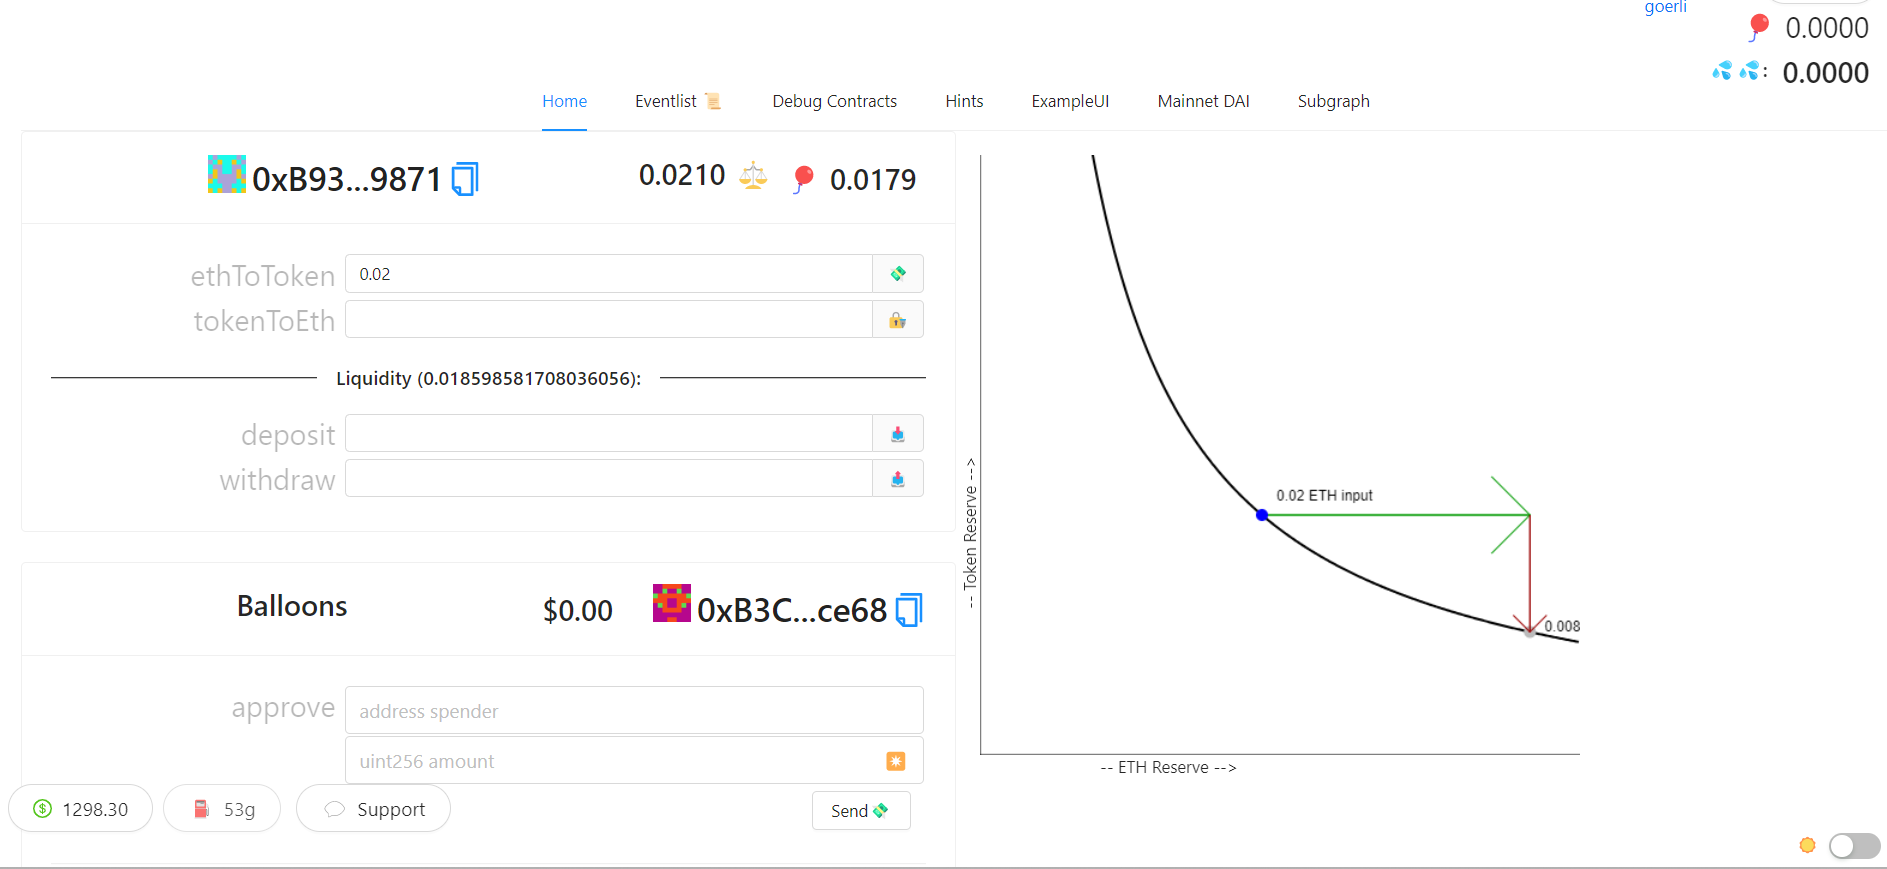 goerli
🎈 0.0000
💦 💦: 0.0000
Home Eventlist 📜 Debug Contracts Hints ExampleUI Mainnet DAI Subgraph
0xB93...9871 0.0210 ⚖️ 🎈 0.0179
ethToToken 0.02 💸
tokenToEth 🔏
Liquidity (0.018598581708036056):
deposit 📥
withdraw 📤
Balloons $0.00 0xB3C...ce68
approve address spender
uint256 amount ✴️
Send💸
1298.30 53g Support
-- Token Reserve -->
0.02 ETH input
0.008
-- ETH Reserve -->